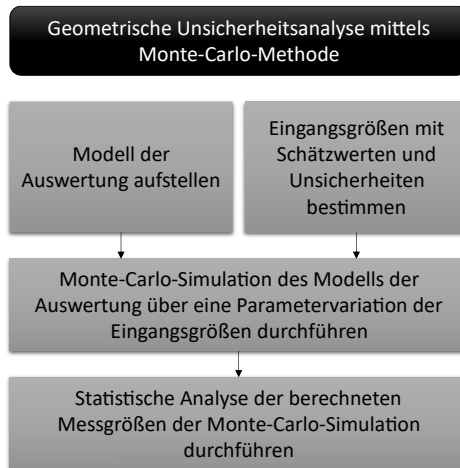 Geometrische Unsicherheitsanalyse mittels
Monte-Carlo-Methode
Modell der
Auswertung aufstellen
Eingangsgrößen mit
Schätzwerten und
Unsicherheiten
bestimmen
Monte-Carlo-Simulation des Modells der
Auswertung über eine Parametervariation der
Eingangsgrößen durchführen
Statistische Analyse der berechneten
Messgrößen der Monte-Carlo-Simulation
durchführen